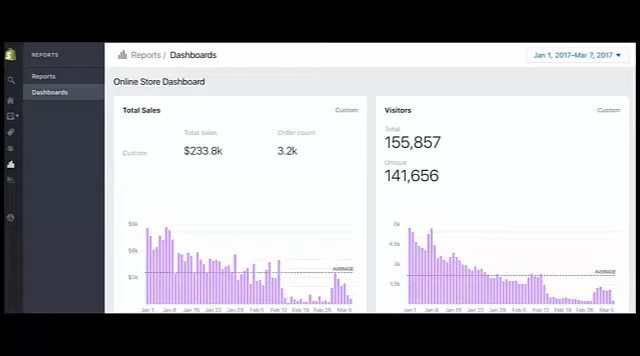 REPORTS
Reports / Dashboards
Jan 1, 2017–Mar 7, 2017
Reports
Dashboards
Online Store Dashboard
Total Sales
Custom
Total sales
Order count
Custom
$233.8k
3.2k
$9k
$6k
$3k
AVERAGE
Jan 1
Jan 8
Jan 15
Jan 22
Jan 29
Feb 5
Feb 12
Feb 19
Feb 26
Mar 5
Visitors
Custom
Total
155,857
Unique
141,656
6k
4.5k
3k
1.5k
AVERAGE
Jan 1
Jan 8
Jan 15
Jan 22
Jan 29
Feb 5
Feb 12
Feb 19
Feb 26
Mar 5